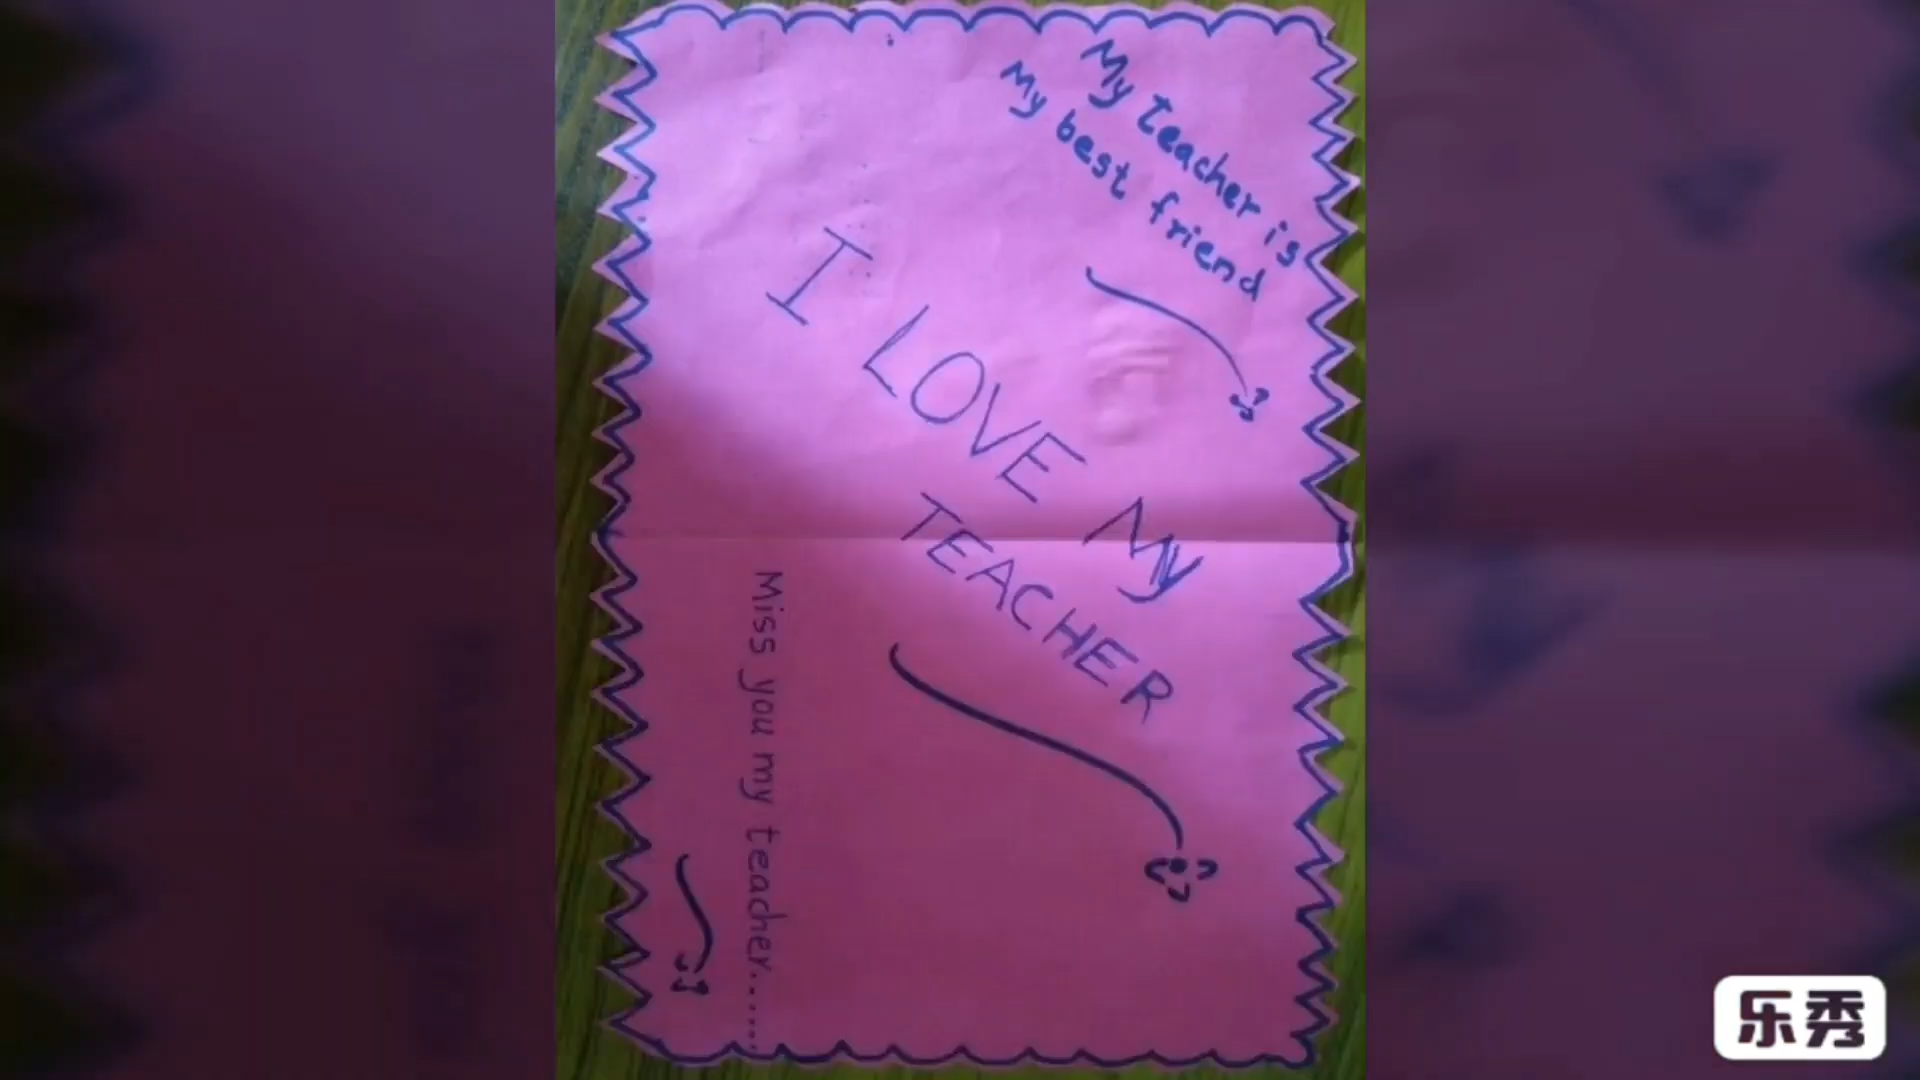 My teacher is
My best friend
I LOVE My
TEACHER
Miss you my teacher......
乐秀